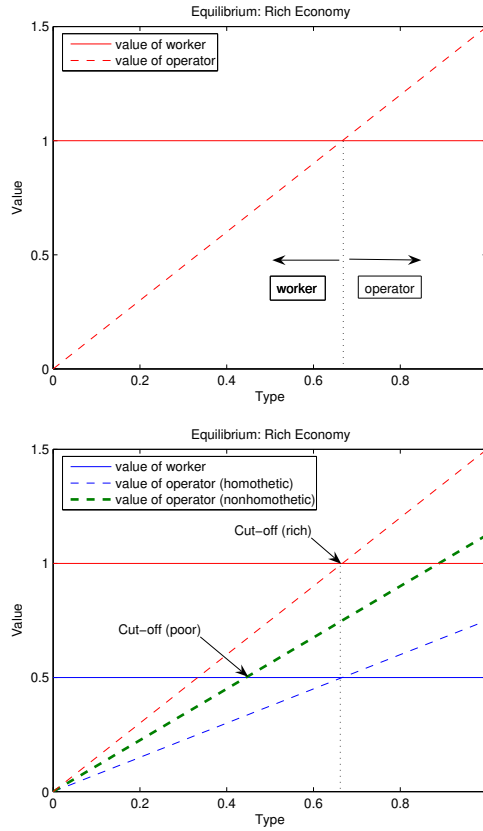 Equilibrium: Rich Economy
1.5
value of worker
value of operator
1
Value
0.5
worker
operator
0
0
0.2
0.4
0.6
0.8
Type
Equilibrium: Rich Economy
1.5
value of worker
value of operator (homothetic)
value of operator (nonhomothetic)
Cut-off (rich)
1
Value
Cut-off (poor)
0.5
0
0
0.2
0.4
0.6
0.8
Type